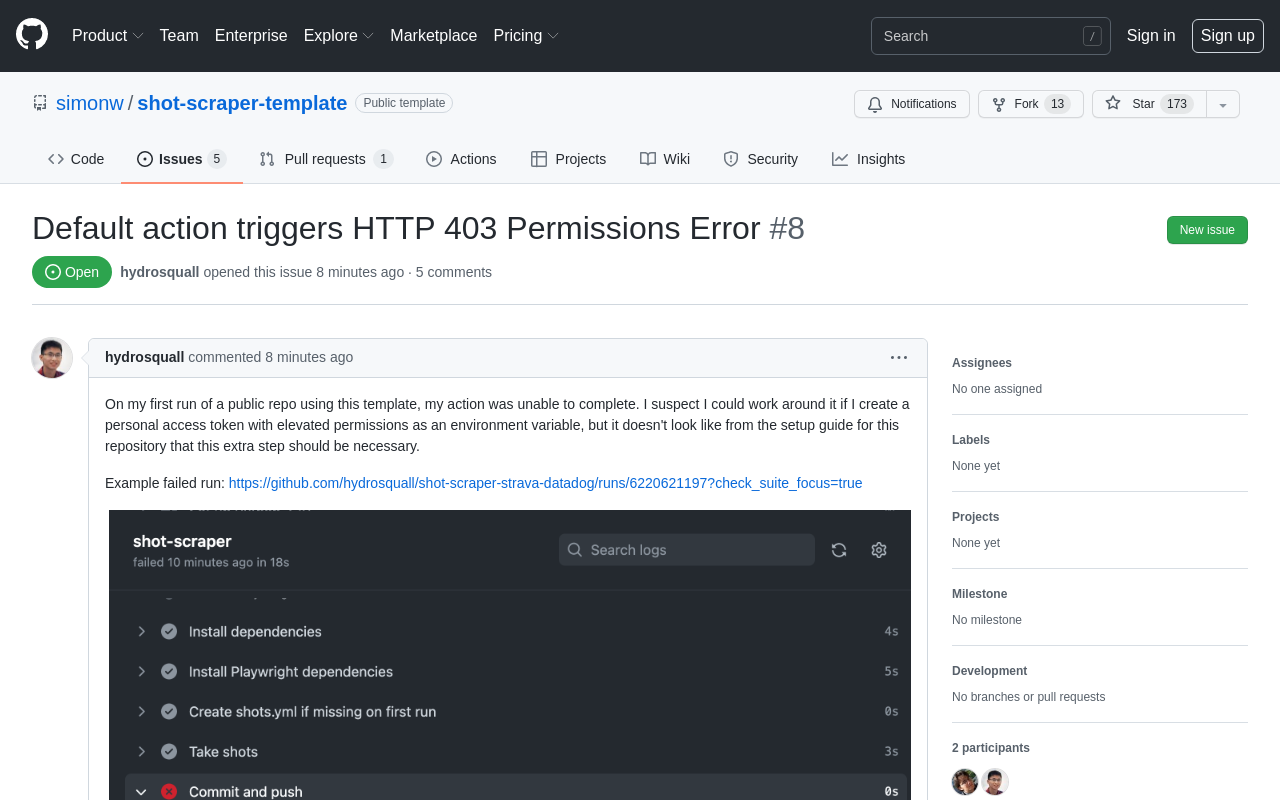 Product Team Enterprise Explore Marketplace Pricing Search / Sign in Sign up
simonw / shot-scraper-template Public template Notifications Fork 13 Star 173
Code Issues 5 Pull requests 1 Actions Projects Wiki Security Insights
Default action triggers HTTP 403 Permissions Error #8
New issue
Open hydrosquall opened this issue 8 minutes ago · 5 comments
hydrosquall commented 8 minutes ago
On my first run of a public repo using this template, my action was unable to complete. I suspect I could work around it if I create a
personal access token with elevated permissions as an environment variable, but it doesn't look like from the setup guide for this
repository that this extra step should be necessary.
Example failed run: https://github.com/hydrosquall/shot-scraper-strava-datadog/runs/6220621197?check_suite_focus=true
shot-scraper
failed 10 minutes ago in 18s
Search logs
Install dependencies 4s
Install Playwright dependencies 5s
Create shots.yml if missing on first run 0s
Take shots 3s
Commit and push 0s
Assignees
No one assigned
Labels
None yet
Projects
None yet
Milestone
No milestone
Development
No branches or pull requests
2 participants